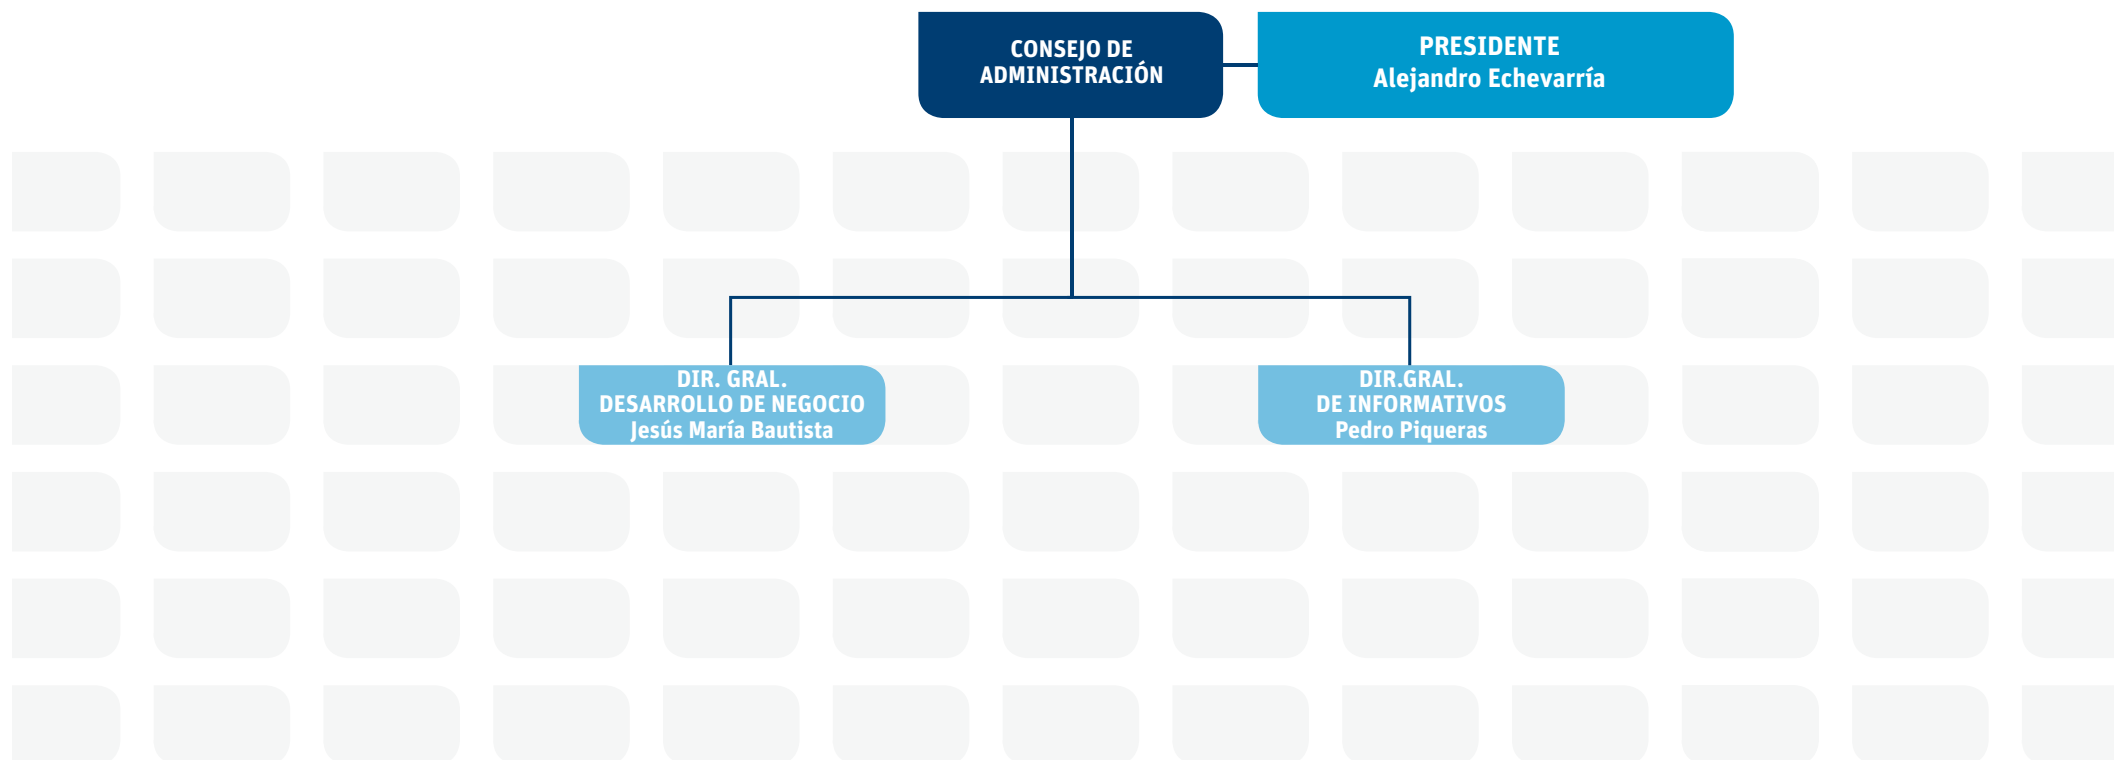 CONSEJO DE
ADMINISTRACIÓN
PRESIDENTE
Alejandro Echevarría
DIR. GRAL.
DESARROLLO DE NEGOCIO
Jesús María Bautista
DIR.GRAL.
DE INFORMATIVOS
Pedro Piqueras